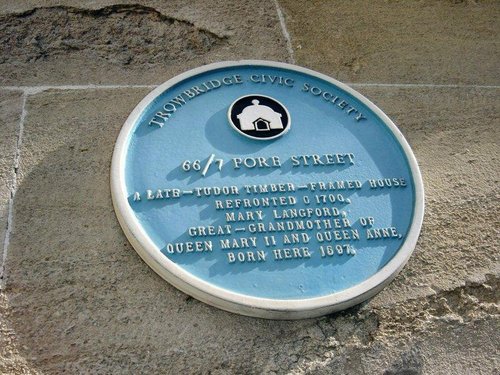 TROWBRIDGE CIVIC SOCIETY
66/7 FORE STREET
A LATE-TUDOR TIMBER-FRAMED HOUSE
REFRONTED C 1700.
MARY LANGFORD,
GREAT-GRANDMOTHER OF
QUEEN MARY II AND QUEEN ANNE,
BORN HERE 1697.